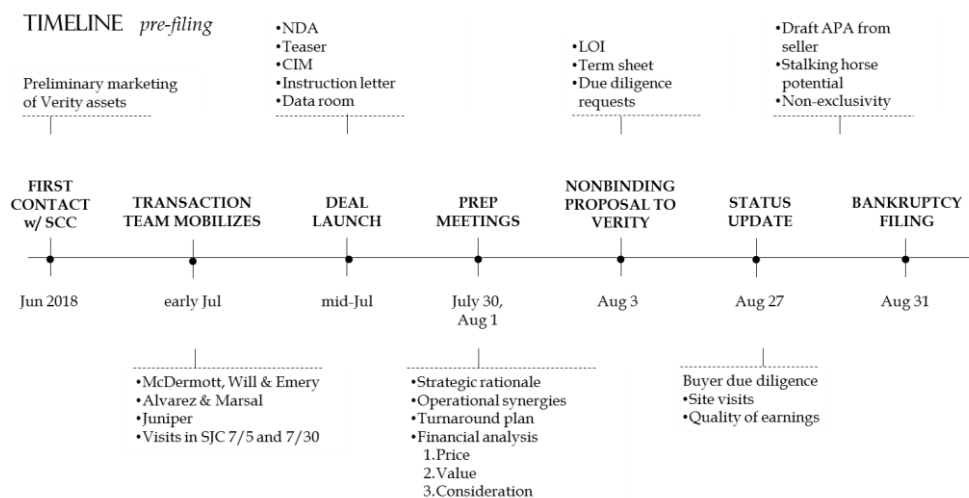 TIMELINE pre-filing
Preliminary marketing
of Verity assets
•NDA
•Teaser
•CIM
•Instruction letter
•Data room
•LOI
•Term sheet
•Due diligence
requests
•Draft APA from
seller
•Stalking horse
potential
•Non-exclusivity
FIRST
CONTACT
w/ SCC
TRANSACTION
TEAM MOBILIZES
DEAL
LAUNCH
PREP
MEETINGS
NONBINDING
PROPOSAL TO
VERITY
STATUS
UPDATE
BANKRUPTCY
FILING
Jun 2018
early Jul
mid-Jul
July 30,
Aug 1
Aug 3
Aug 27
Aug 31
•McDermott, Will & Emery
•Alvarez & Marsal
•Juniper
•Visits in SJC 7/5 and 7/30
•Strategic rationale
•Operational synergies
•Turnaround plan
•Financial analysis
1.Price
2.Value
3.Consideration
Buyer due diligence
•Site visits
•Quality of earnings